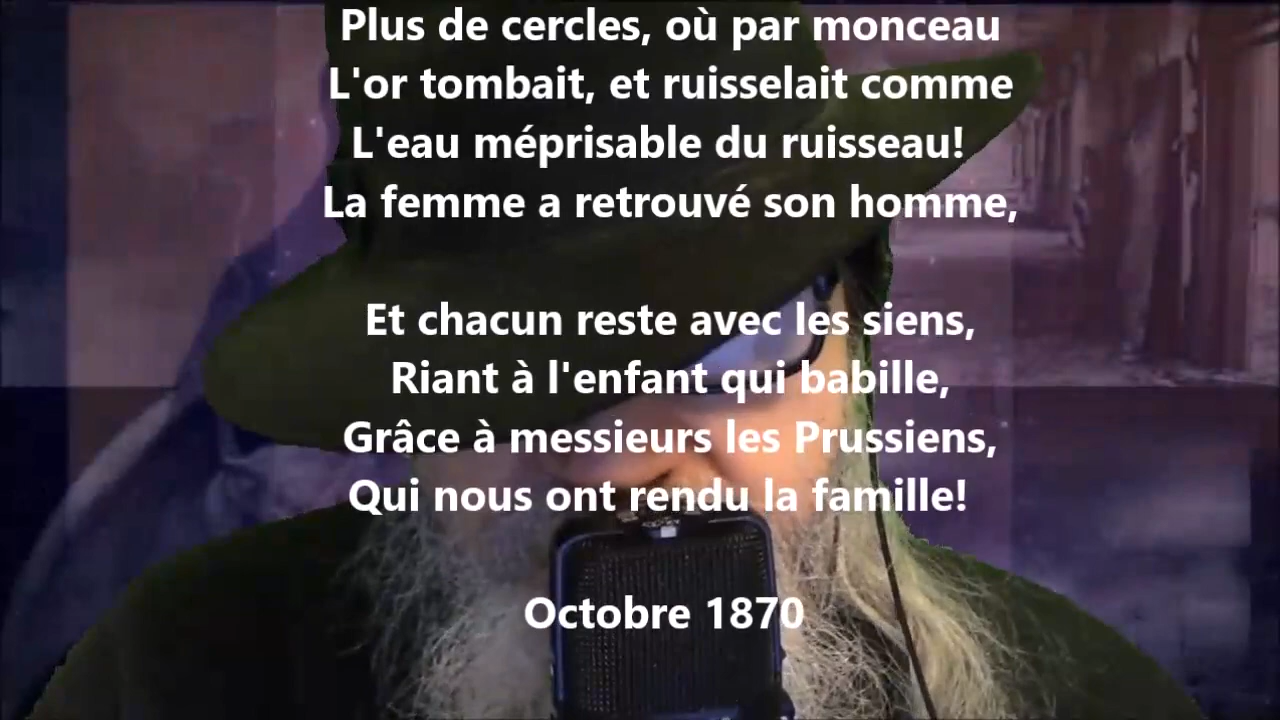 Plus de cercles, où par monceau
L'or tombait, et ruisselait comme
L'eau méprisable du ruisseau!
La femme a retrouvé son homme,
Et chacun reste avec les siens,
Riant à l'enfant qui babille,
Grâce à messieurs les Prussiens,
Qui nous ont rendu la famille!
Octobre 1870